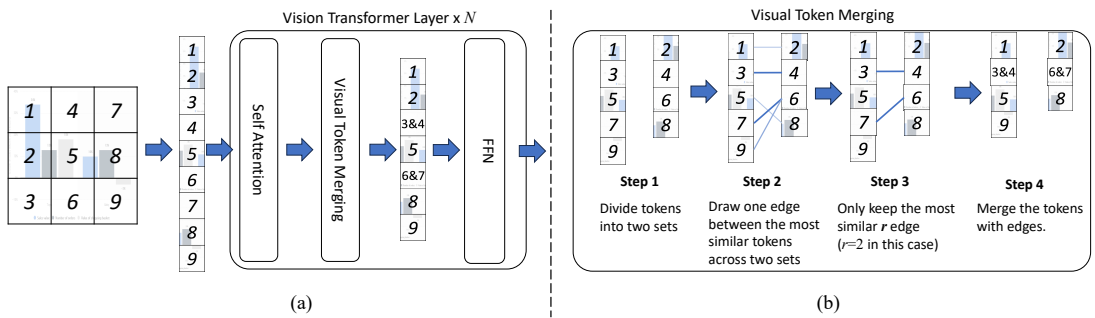 Vision Transformer Layer x N
1 4 7
2 5 8
3 6 9
1
2
3
4
5
6
7
8
9
Self Attention
Visual Token Merging
1
2
3&4
5
6&7
8
9
FFN
(a)
Visual Token Merging
1 2
3 4
5 6
7 8
9
Step 1
Divide tokens
into two sets
1 2
3 4
5 6
7 8
9
Step 2
Draw one edge
between the most
similar tokens
across two sets
1 2
3 4
5 6
7 8
9
Step 3
Only keep the most
similar r edge
(r=2 in this case)
1 2
3&4 6&7
5 8
9
Step 4
Merge the tokens
with edges.
(b)